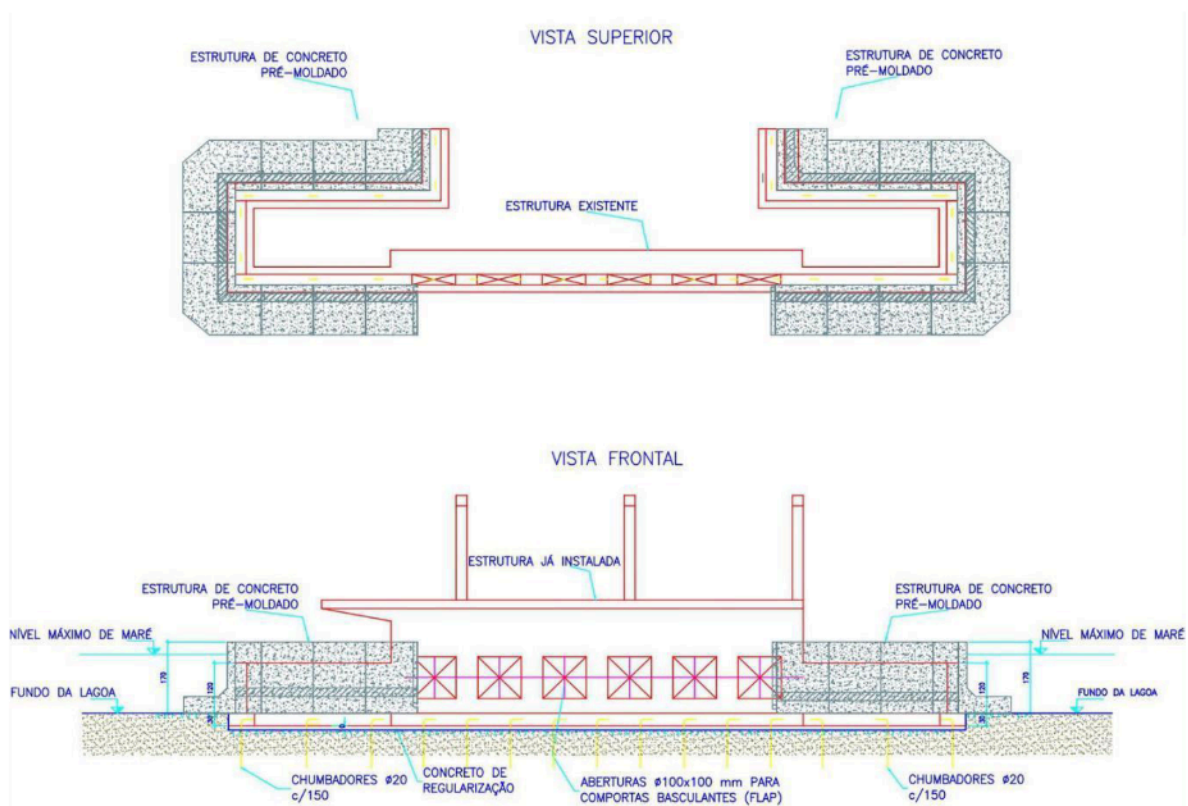 VISTA SUPERIOR
ESTRUTURA DE CONCRETO
PRÉ-MOLDADO
ESTRUTURA DE CONCRETO
PRÉ-MOLDADO
ESTRUTURA EXISTENTE
VISTA FRONTAL
ESTRUTURA JÁ INSTALADA
ESTRUTURA DE CONCRETO
PRÉ-MOLDADO
ESTRUTURA DE CONCRETO
PRÉ-MOLDADO
NÍVEL MÁXIMO DE MARÉ
NÍVEL MÁXIMO DE MARÉ
170
120
120
170
FUNDO DA LAGOA
FUNDO DA LAGOA
30
30
CHUMBADORES ø20
c/150
CONCRETO DE
REGULARIZAÇÃO
ABERTURAS ø100x100 mm PARA
COMPORTAS BASCULANTES (FLAP)
CHUMBADORES ø20
c/150